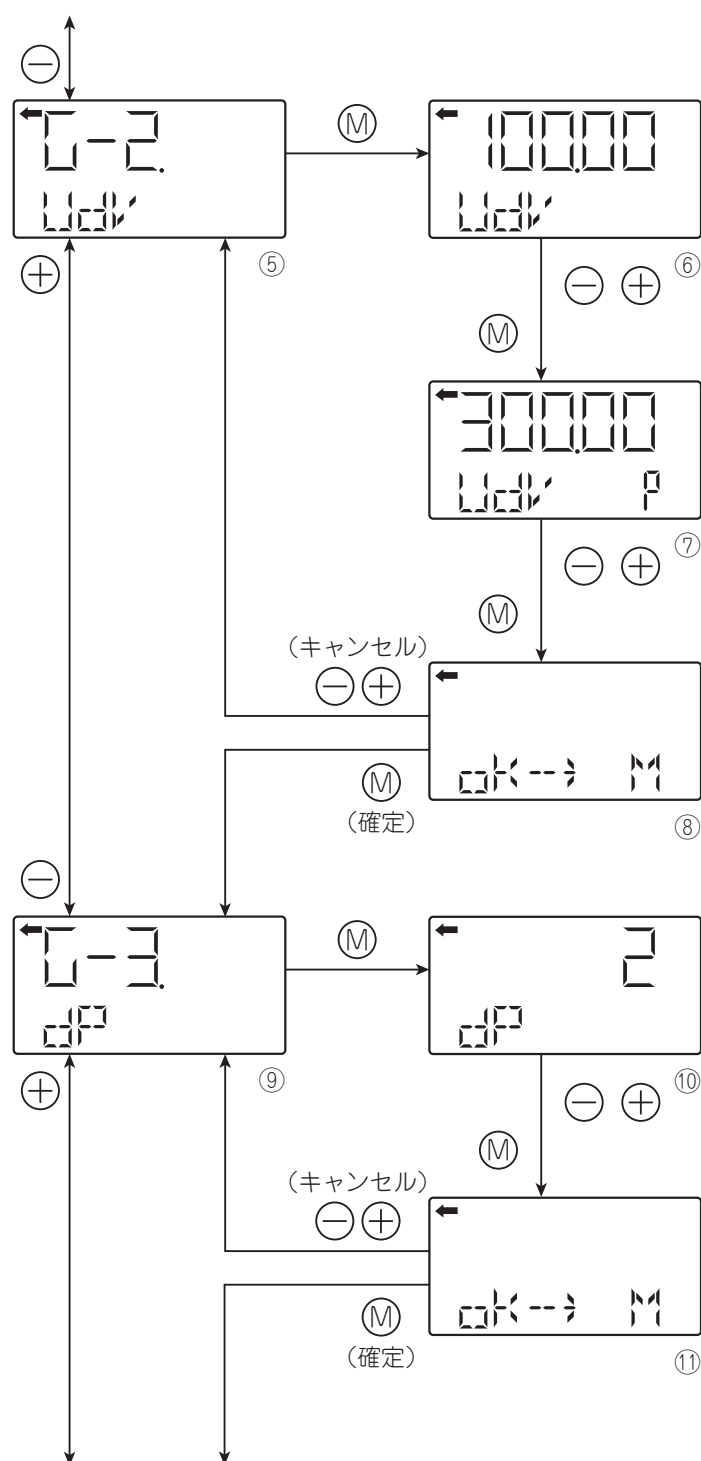 G-2.
UdV
⑤
M
100.00
UdV
⑥
M
300.00
UdV P
⑦
M
(キャンセル)
oK--> M
⑧
M
(確定)
G-3.
dP
⑨
M
2
dP
⑩
M
(キャンセル)
oK--> M
⑪
M
(確定)